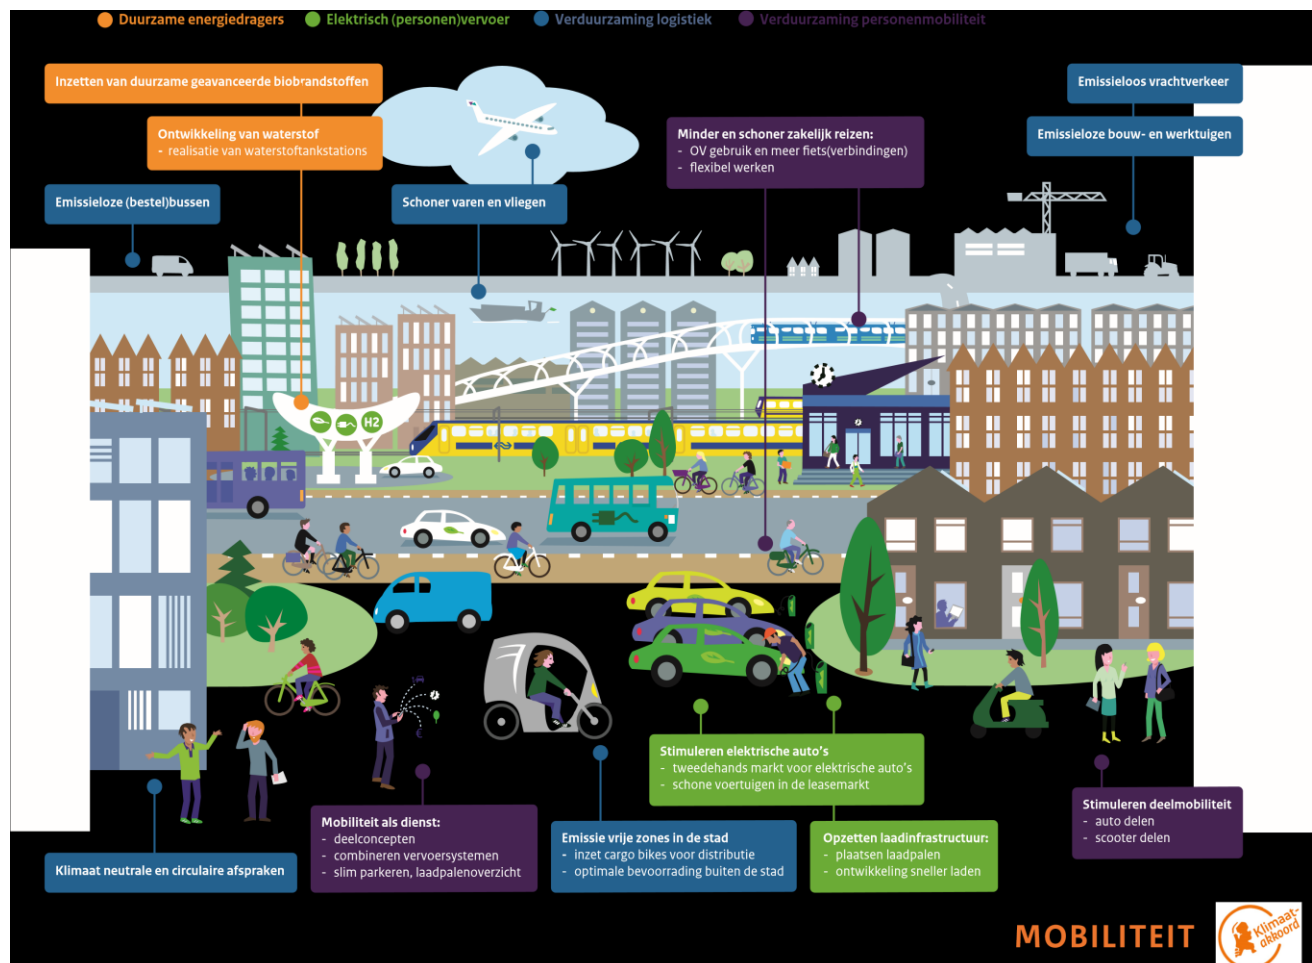 Duurzame energiedragers
Elektrisch (personen)vervoer
Verduurzaming logistiek
Verduurzaming personenmobiliteit
Inzetten van duurzame geavanceerde biobrandstoffen
Emissieloos vrachtverkeer
Ontwikkeling van waterstof
- realisatie van waterstoftankstations
Minder en schoner zakelijk reizen:
- OV gebruik en meer fiets(verbindingen)
- flexibel werken
Emissieloze bouw- en werktuigen
Emissieloze (bestel)bussen
Schoner varen en vliegen
H2
Stimuleren elektrische auto's
- tweedehands markt voor elektrische auto's
- schone voertuigen in de leasemarkt
Stimuleren deelmobiliteit
- auto delen
- scooter delen
Mobiliteit als dienst:
- deelconcepten
- combineren vervoersystemen
- slim parkeren, laadpalenoverzicht
Emissie vrije zones in de stad
- inzet cargo bikes voor distributie
- optimale bevoorrading buiten de stad
Opzetten laadinfrastructuur:
- plaatsen laadpalen
- ontwikkeling sneller laden
Klimaat neutrale en circulaire afspraken
MOBILITEIT
Klimaat-
akkoord